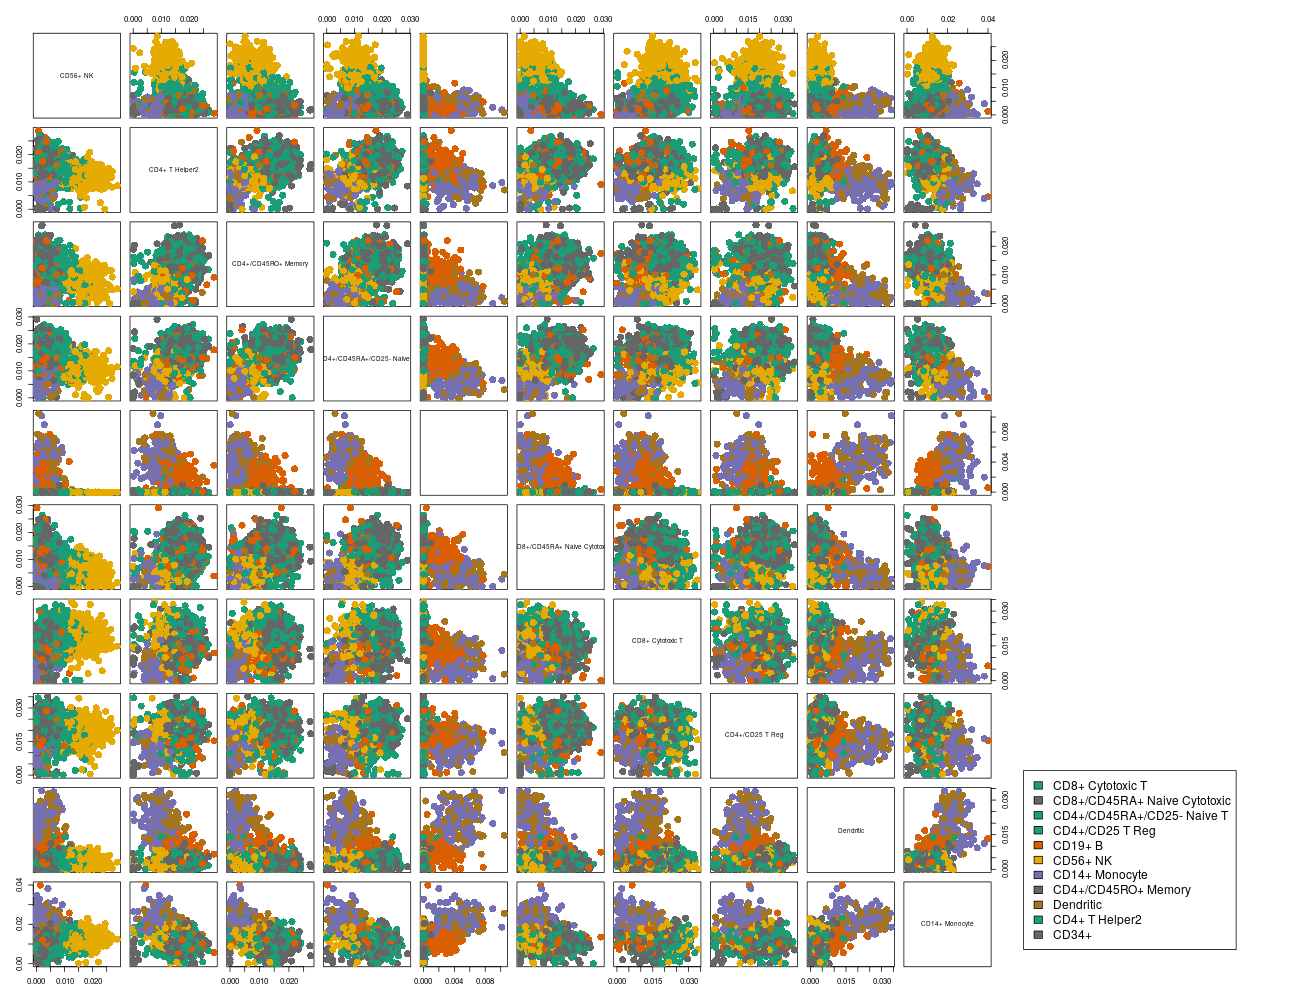 0.000 0.020
0.000 0.010 0.030
0.000 0.015 0.030
0.000 0.010 0.020
0.000 0.010 0.030
0.000 0.015 0.030
0.00 0.02 0.04
CD56+ NK
0.000 0.010 0.020
0.000 0.010 0.020
CD4+ T Helper2
CD4+/CD45RO+ Memory
0.000 0.010 0.020
0.000 0.010 0.020 0.030
D4+/CD45RA+/CD25- Naive
0.000 0.004 0.008
0.000 0.010 0.020 0.030
D8+/CD45RA+ Naive Cytotox
CD8+ Cytotoxic T
0.000 0.015 0.030
0.000 0.015 0.030
CD4+/CD25 T Reg
Dendritic
0.000 0.015 0.030
0.00 0.02 0.04
CD14+ Monocyte
0.000 0.010
0.000 0.010 0.020
0.000 0.004 0.008
0.000 0.015 0.030
0.000 0.015 0.030
CD8+ Cytotoxic T
CD8+/CD45RA+ Naive Cytotoxic
CD4+/CD45RA+/CD25- Naive T
CD4+/CD25 T Reg
CD19+ B
CD56+ NK
CD14+ Monocyte
CD4+/CD45RO+ Memory
Dendritic
CD4+ T Helper2
CD34+